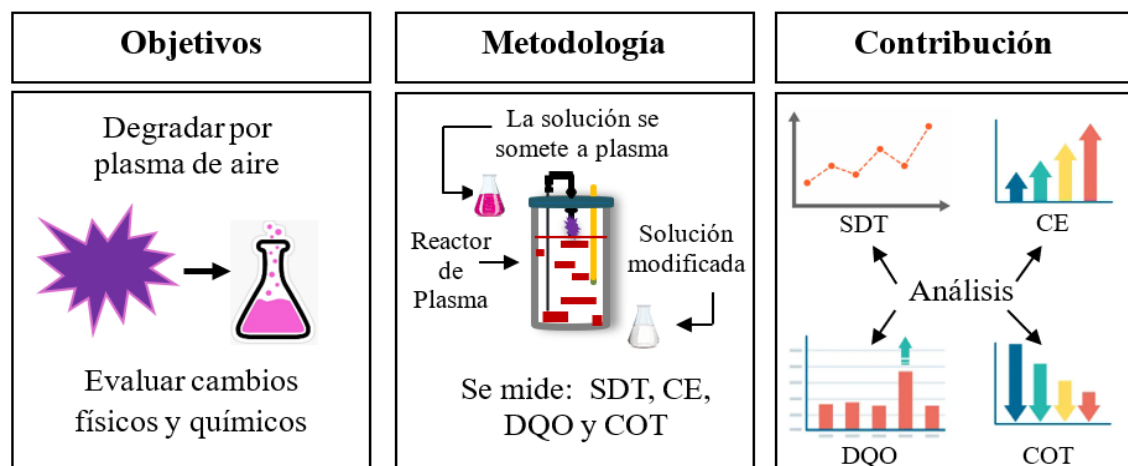 Objetivos
Degradar por
plasma de aire
Evaluar cambios
físicos y químicos
Metodología
La solución se
somete a plasma
Reactor
de
Plasma
Solución
modificada
Se mide: SDT, CE,
DQO y COT
Contribución
SDT
CE
Análisis
DQO
COT